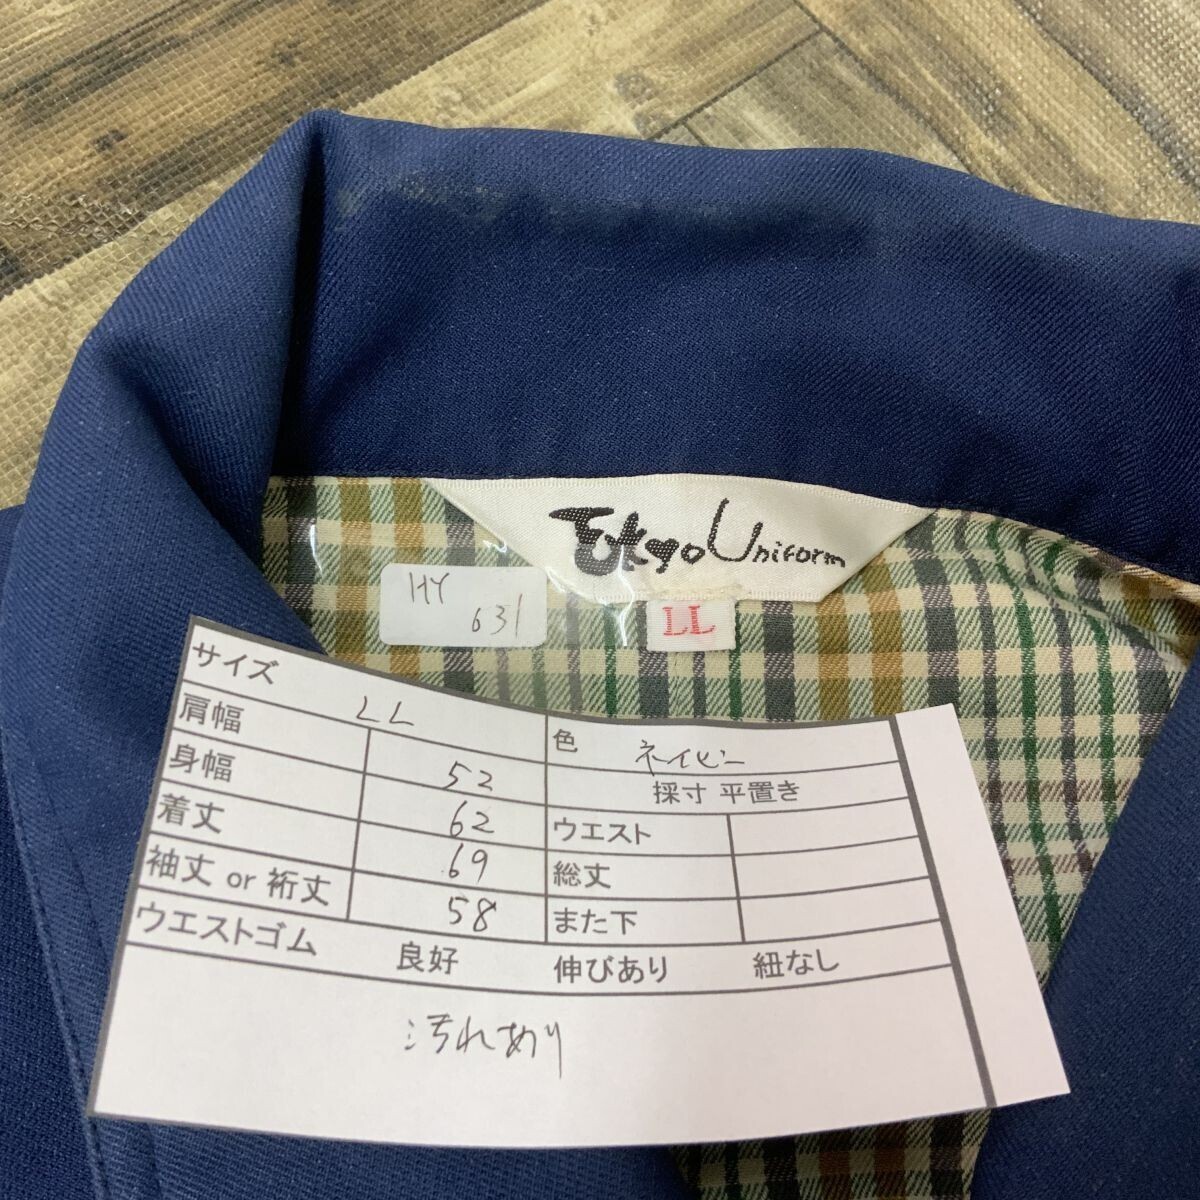 Tokyo Uniform
LL
HY
631
サイズ LL 色 ネイビー
肩幅 52 採寸 平置き
身幅 62 ウエスト
着丈 69 総丈
袖丈 or 裄丈 58 また下
ウエストゴム 良好 伸びあり 紐なし
汚れあり